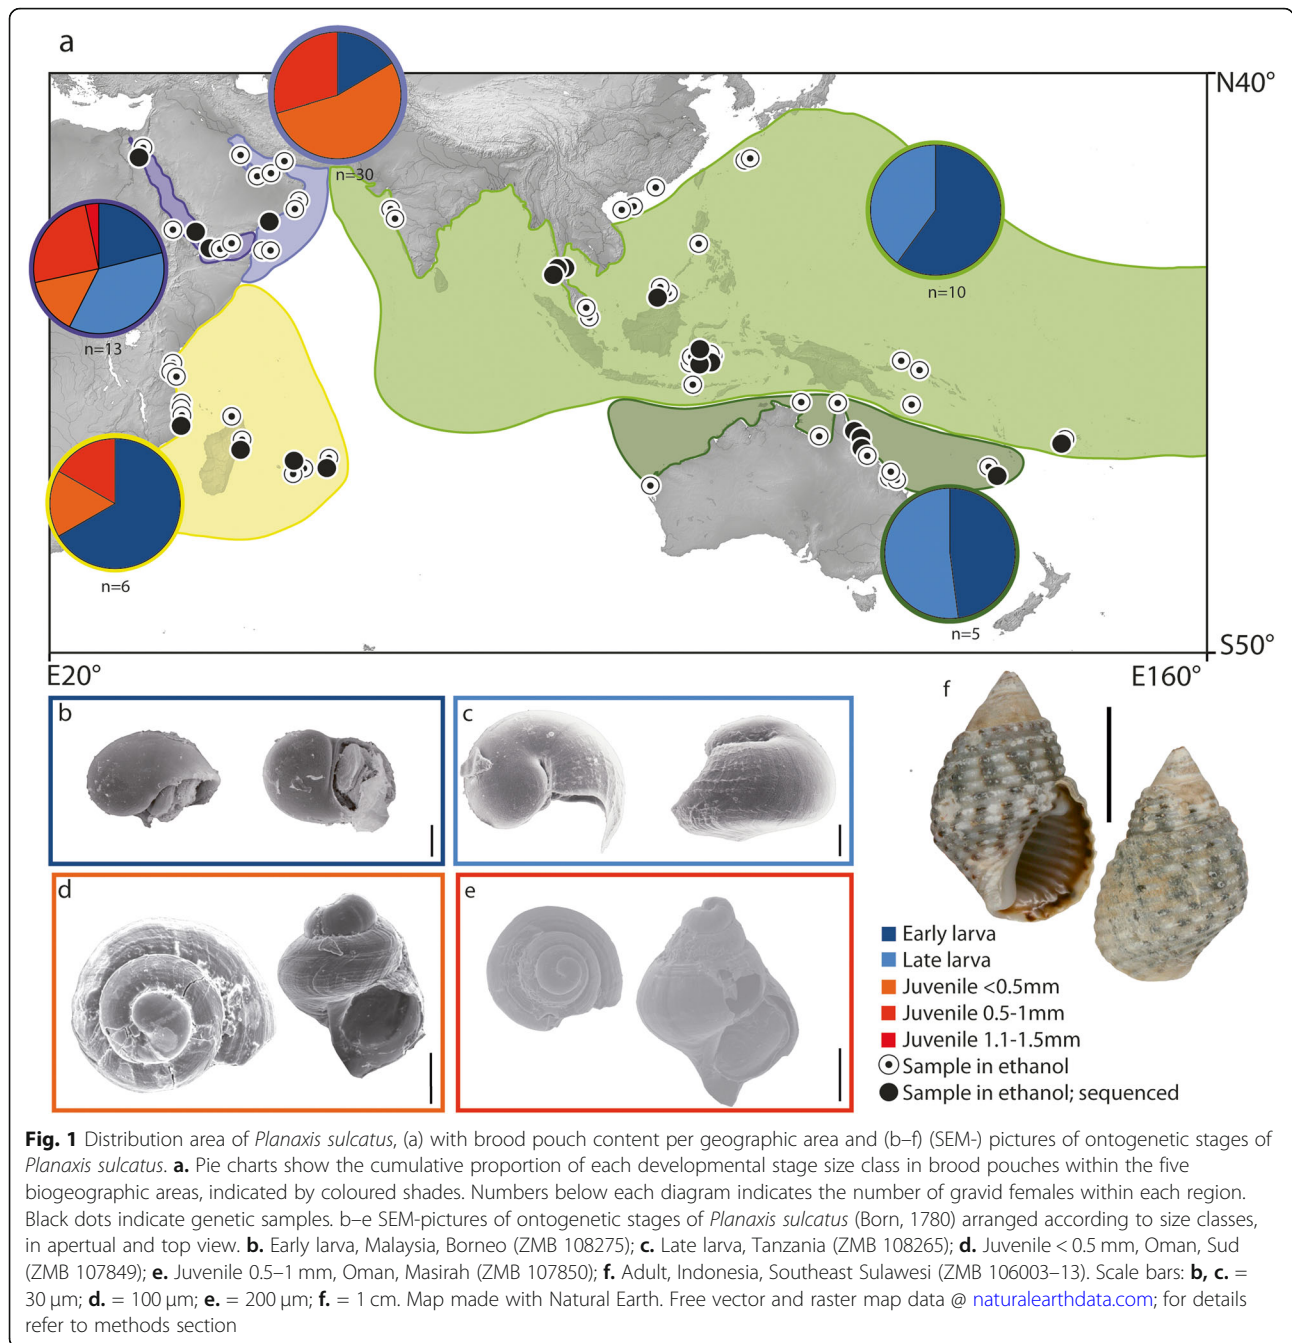 a
N40°
n=30
n=10
n=13
n=6
n=5
S50°
E20°
E160°
b
c
f
d
e
Early larva
Late larva
Juvenile <0.5mm
Juvenile 0.5-1mm
Juvenile 1.1-1.5mm
Sample in ethanol
Sample in ethanol; sequenced
Fig. 1 Distribution area of Planaxis sulcatus, (a) with brood pouch content per geographic area and (b–f) (SEM-) pictures of ontogenetic stages of
Planaxis sulcatus. a. Pie charts show the cumulative proportion of each developmental stage size class in brood pouches within the five
biogeographic areas, indicated by coloured shades. Numbers below each diagram indicates the number of gravid females within each region.
Black dots indicate genetic samples. b–e SEM-pictures of ontogenetic stages of Planaxis sulcatus (Born, 1780) arranged according to size classes,
in apertual and top view. b. Early larva, Malaysia, Borneo (ZMB 108275); c. Late larva, Tanzania (ZMB 108265); d. Juvenile < 0.5 mm, Oman, Sud
(ZMB 107849); e. Juvenile 0.5–1 mm, Oman, Masirah (ZMB 107850); f. Adult, Indonesia, Southeast Sulawesi (ZMB 106003–13). Scale bars: b, c. =
30 μm; d. = 100 μm; e. = 200 μm; f. = 1 cm. Map made with Natural Earth. Free vector and raster map data @ naturalearthdata.com; for details
refer to methods section